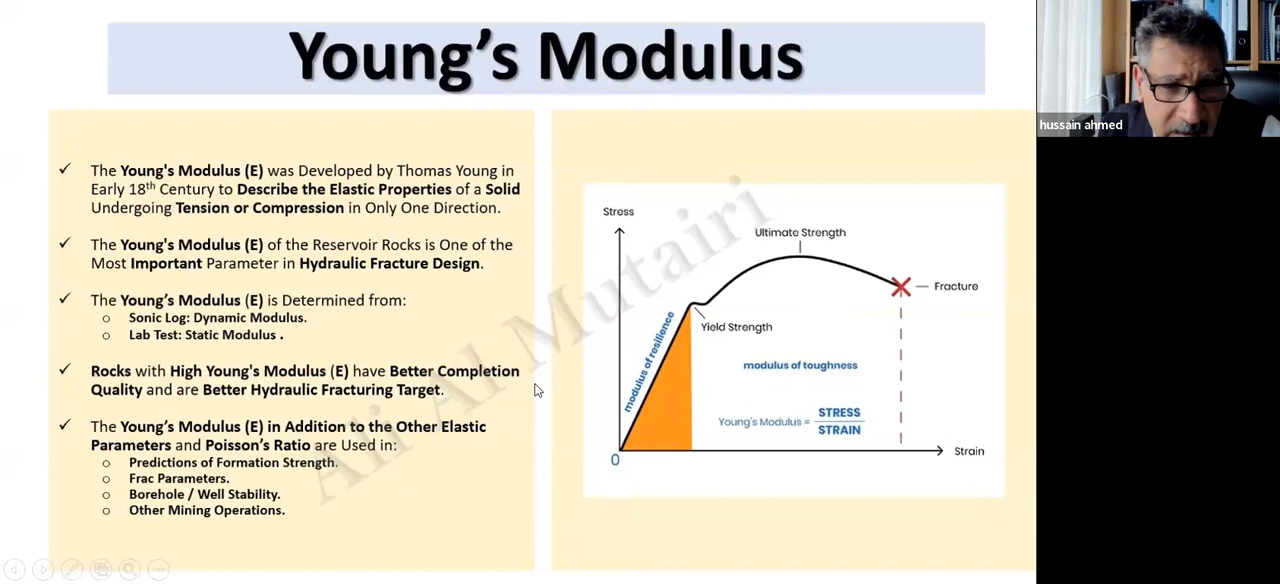 Young's Modulus
hussain ahmed
✓ The Young's Modulus (E) was Developed by Thomas Young in
Early 18th Century to Describe the Elastic Properties of a Solid
Undergoing Tension or Compression in Only One Direction.
✓ The Young's Modulus (E) of the Reservoir Rocks is One of the
Most Important Parameter in Hydraulic Fracture Design.
✓ The Young's Modulus (E) is Determined from:
o Sonic Log: Dynamic Modulus.
o Lab Test: Static Modulus .
✓ Rocks with High Young's Modulus (E) have Better Completion
Quality and are Better Hydraulic Fracturing Target.
✓ The Young's Modulus (E) in Addition to the Other Elastic
Parameters and Poisson's Ratio are Used in:
o Predictions of Formation Strength.
o Frac Parameters.
o Borehole / Well Stability.
o Other Mining Operations.
Stress
Ultimate Strength
Fracture
Yield Strength
modulus of resilience
modulus of toughness
Young's Modulus = STRESS
STRAIN
Strain
0
Ali Al Mutairi